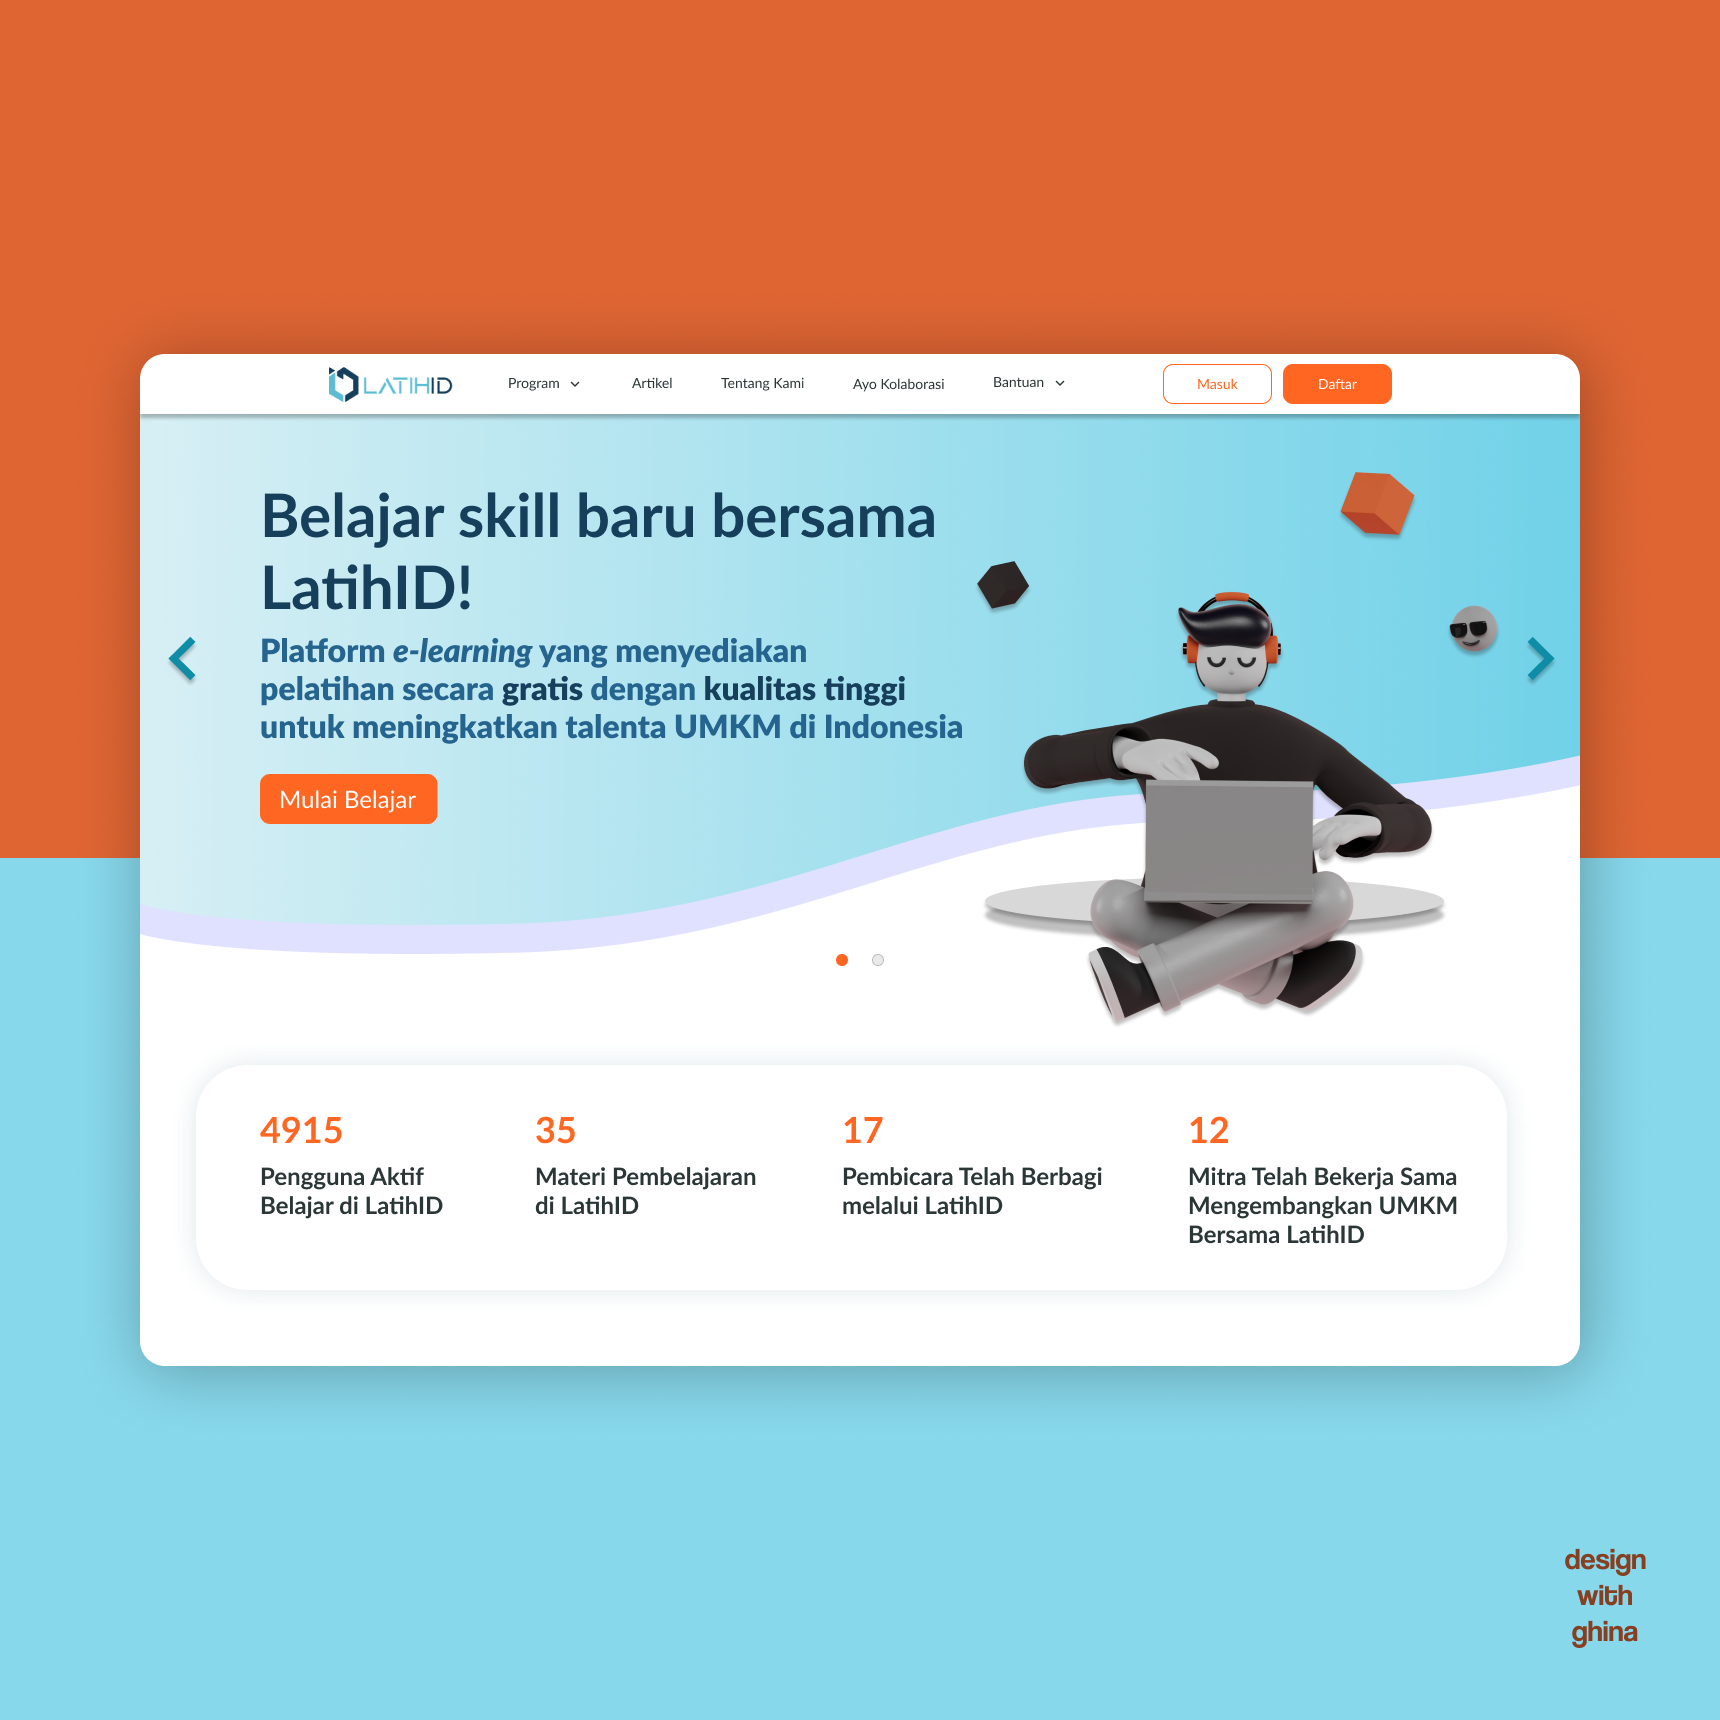 LATIHID
Program
Artikel
Tentang Kami
Ayo Kolaborasi
Bantuan
Masuk
Daftar
Belajar skill baru bersama
LatihID!
Platform e-learning yang menyediakan
pelatihan secara gratis dengan kualitas tinggi
untuk meningkatkan talenta UMKM di Indonesia
Mulai Belajar
4915
Pengguna Aktif
Belajar di LatihID
35
Materi Pembelajaran
di LatihID
17
Pembicara Telah Berbagi
melalui LatihID
12
Mitra Telah Bekerja Sama
Mengembangkan UMKM
Bersama LatihID
design
with
ghina